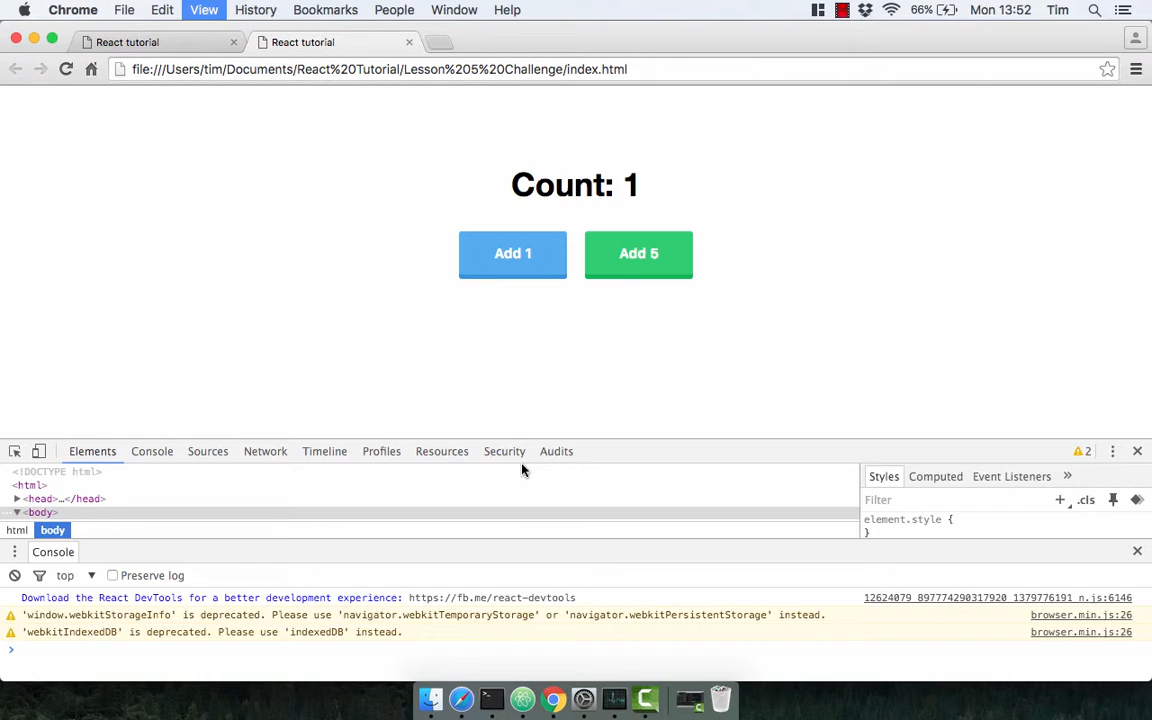 Chrome File Edit View History Bookmarks People Window Help 66% Mon 13:52 Tim
React tutorial React tutorial
file:///Users/tim/Documents/React%20Tutorial/Lesson%205%20Challenge/index.html
Count: 1
Add 1 Add 5
Elements Console Sources Network Timeline Profiles Resources Security Audits 2
<!DOCTYPE html>
<html>
<head>…</head>
<body>
html body
Styles Computed Event Listeners »
Filter + .cls
element.style {
}
Console
top Preserve log
Download the React DevTools for a better development experience: https://fb.me/react-devtools 12624079_897774290317920_1379776191_n.js:6146
'window.webkitStorageInfo' is deprecated. Please use 'navigator.webkitTemporaryStorage' or 'navigator.webkitPersistentStorage' instead. browser.min.js:26
'webkitIndexedDB' is deprecated. Please use 'indexedDB' instead. browser.min.js:26
>